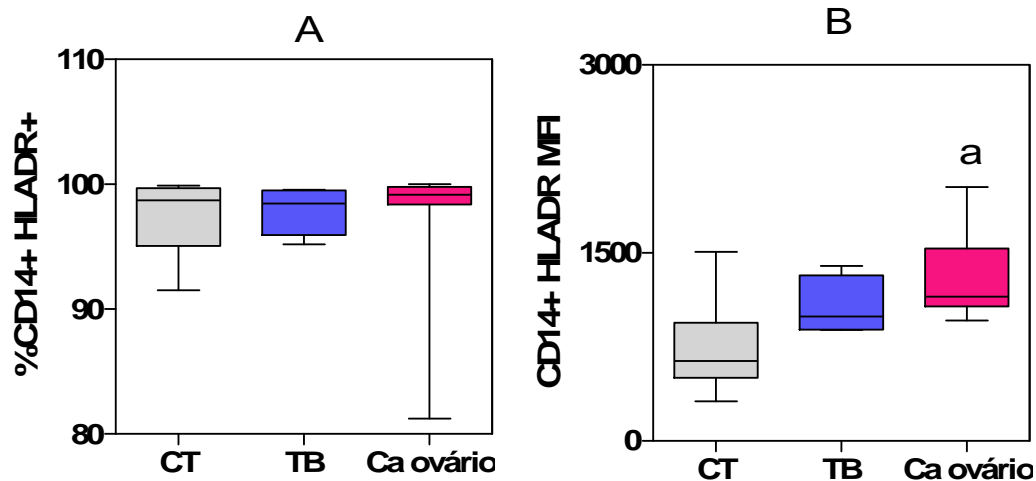 A
%CD14+ HLADR+
110
100
90
80
CT TB Ca ovário
B
CD14+ HLADR MFI
3000
1500
0
a
CT TB Ca ovário